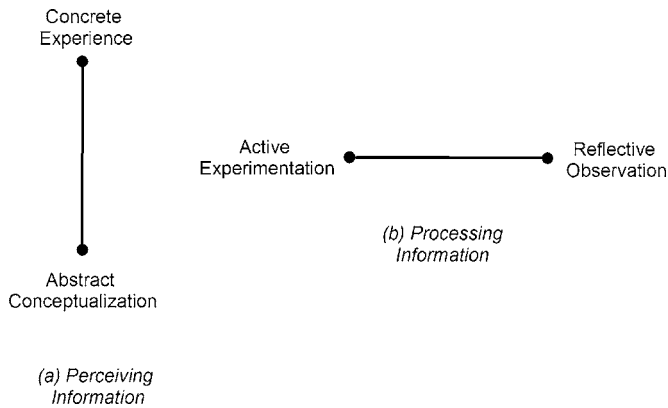 Concrete
Experience
Active
Experimentation
Reflective
Observation
(b) Processing
Information
Abstract
Conceptualization
(a) Perceiving
Information